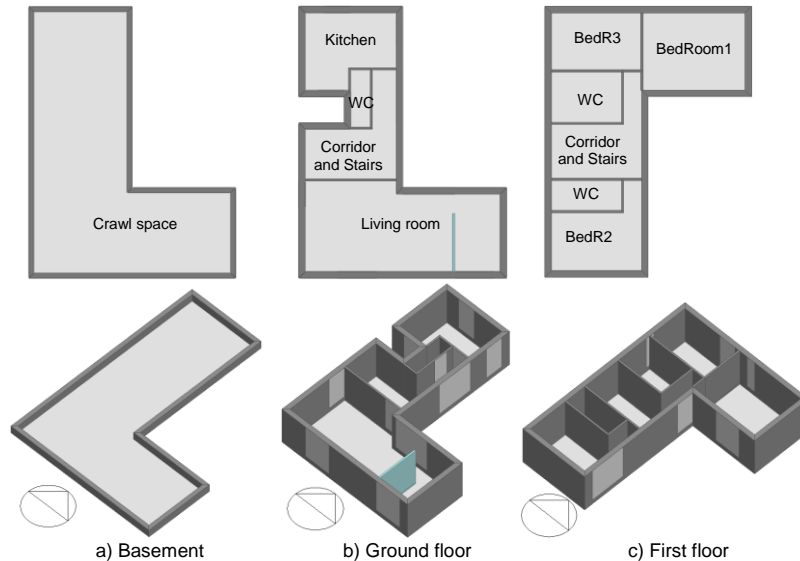 Crawl space
Kitchen
WC
Corridor
and Stairs
Living room
BedR3
BedRoom1
WC
Corridor
and Stairs
WC
BedR2
a) Basement
b) Ground floor
c) First floor